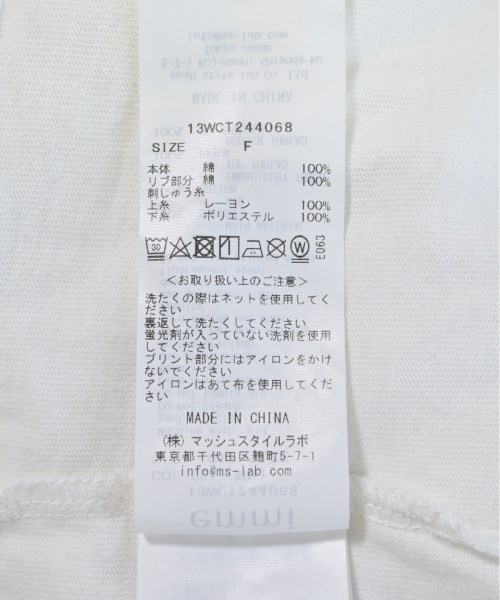 13WCT244068
SIZE F
本体 綿 100%
リブ部分 綿 100%
刺しゅう糸
上糸 レーヨン 100%
下糸 ポリエステル 100%
30 W E063
＜お取り扱い上のご注意＞
洗たくの際はネットを使用してく
ださい
裏返して洗たくしてください
蛍光剤が入っていない洗剤を使用
してください
プリント部分にはアイロンをかけ
ないでください
アイロンはあて布を使用してくだ
さい
MADE IN CHINA
(株) マッシュスタイルラボ
東京都千代田区麹町5-7-1
info@ms-lab.com